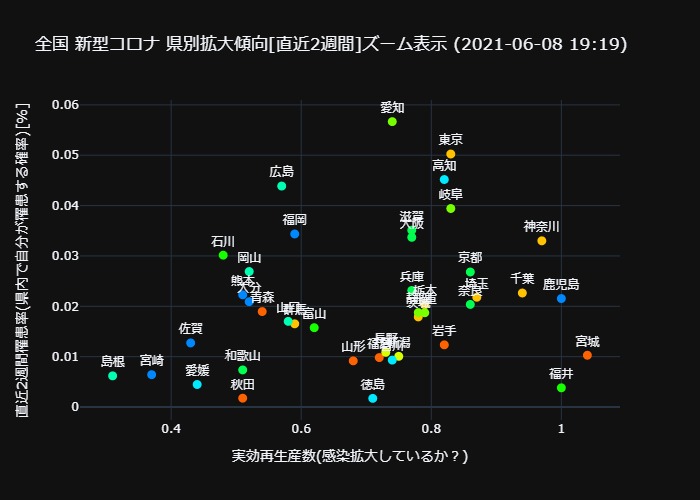 全国 新型コロナ 県別拡大傾向[直近2週間]ズーム表示 (2021-06-08 19:19)
直近2週間罹患率(県内で自分が罹患する確率)[%]
0.06
0.05
0.04
0.03
0.02
0.01
0
愛知
東京
高知
広島
岐阜
滋賀
大阪
福岡
神奈川
石川
岡山
京都
兵庫
熊本
大分
栃木
埼玉
奈良
千葉
鹿児島
青森
山口
群馬
富山
佐賀
岩手
山形
長野
宮城
島根
宮崎
愛媛
和歌山
秋田
徳島
福井
0.4
0.6
0.8
1
実効再生産数(感染拡大しているか？)